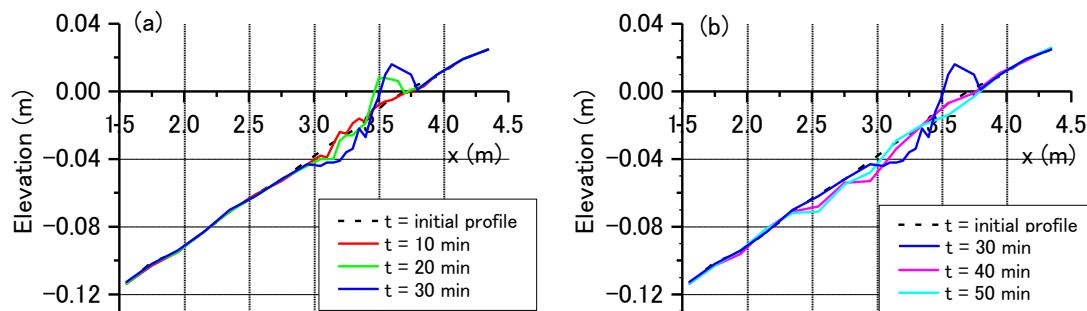 (a)
0.04
0.00
-0.04
-0.08
-0.12
Elevation (m)
1.5 2.0 2.5 3.0 3.5 4.0 4.5
x (m)
t = initial profile
t = 10 min
t = 20 min
t = 30 min
(b)
0.04
0.00
-0.04
-0.08
-0.12
Elevation (m)
1.5 2.0 2.5 3.0 3.5 4.0 4.5
x (m)
t = initial profile
t = 30 min
t = 40 min
t = 50 min